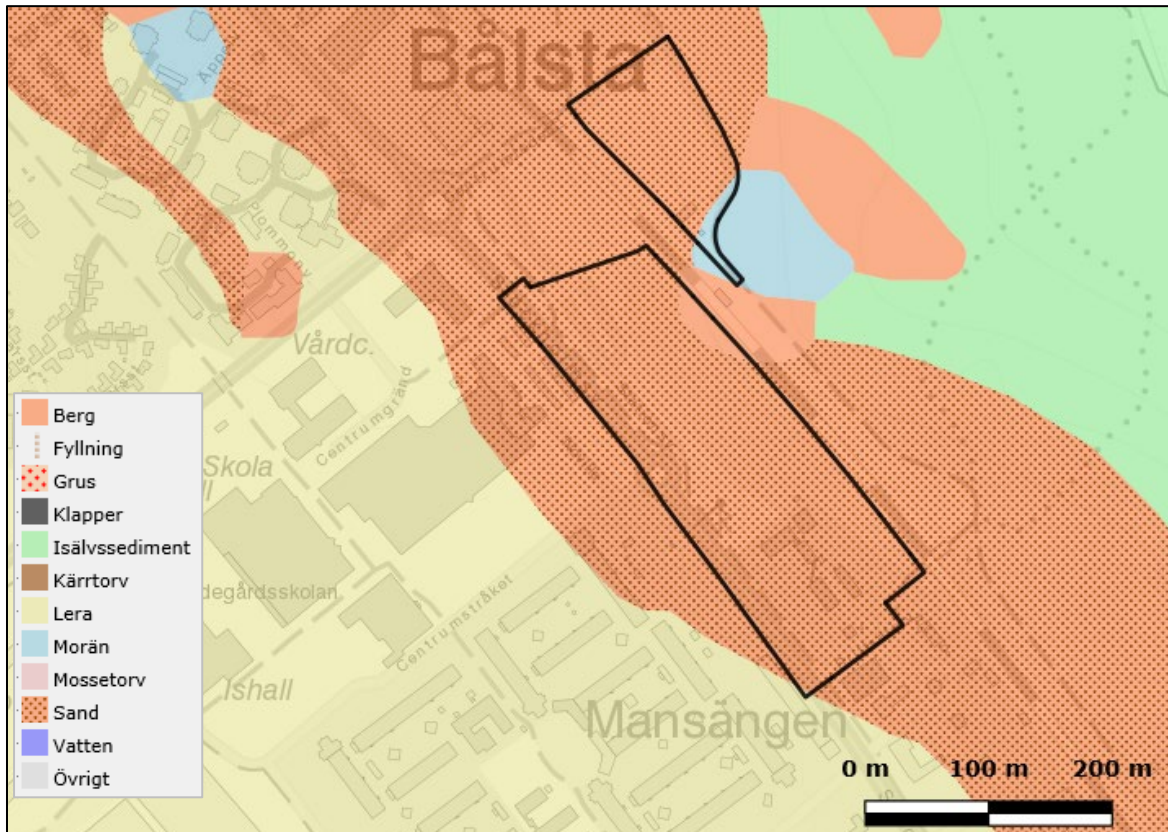 Bålsta
Plommonv
Vårdc.
Centrumgränd
Skola
degårdsskolan
Centrumstråket
Ishall
Mansängen
Berg
Fyllning
Grus
Klapper
Isälvssediment
Kärrtorv
Lera
Morän
Mossetorv
Sand
Vatten
Övrigt
0 m 100 m 200 m